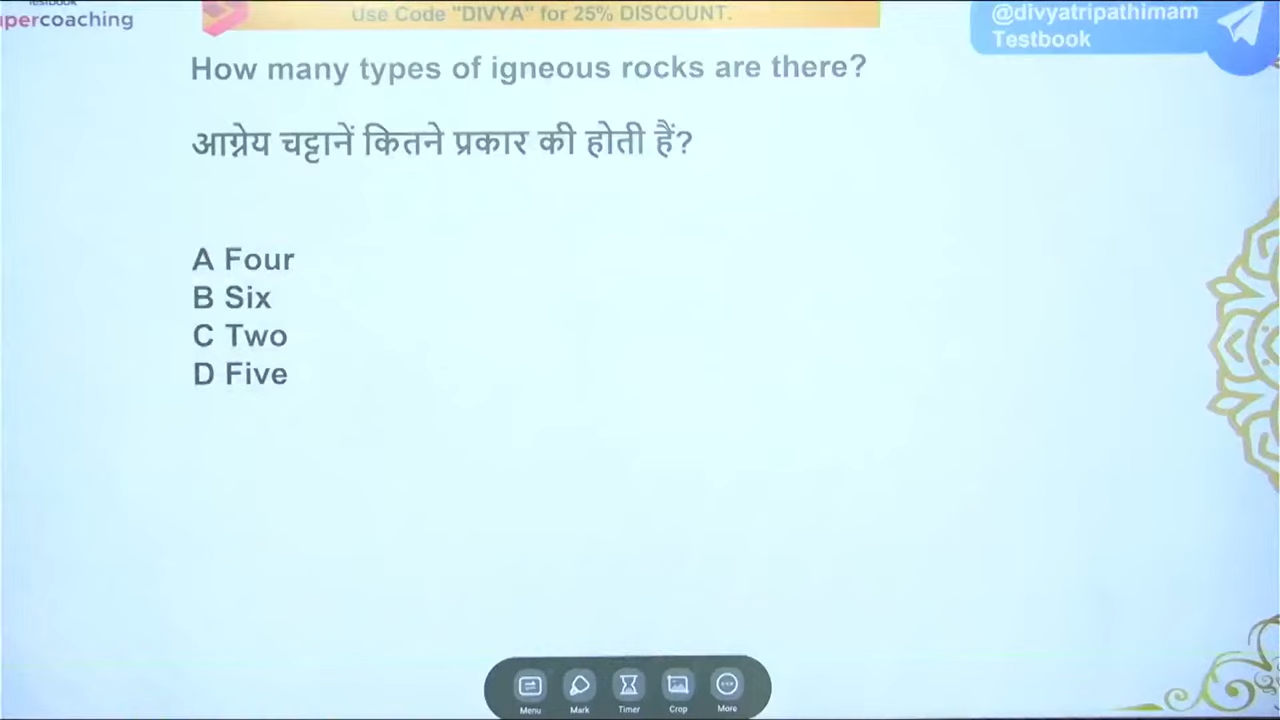 Testbook
percoaching
Use Code "DIVYA" for 25% DISCOUNT.
@divyatripathimam
Testbook
How many types of igneous rocks are there?
आग्नेय चट्टानें कितने प्रकार की होती हैं?
A Four
B Six
C Two
D Five
Menu
Mark
Timer
Crop
More